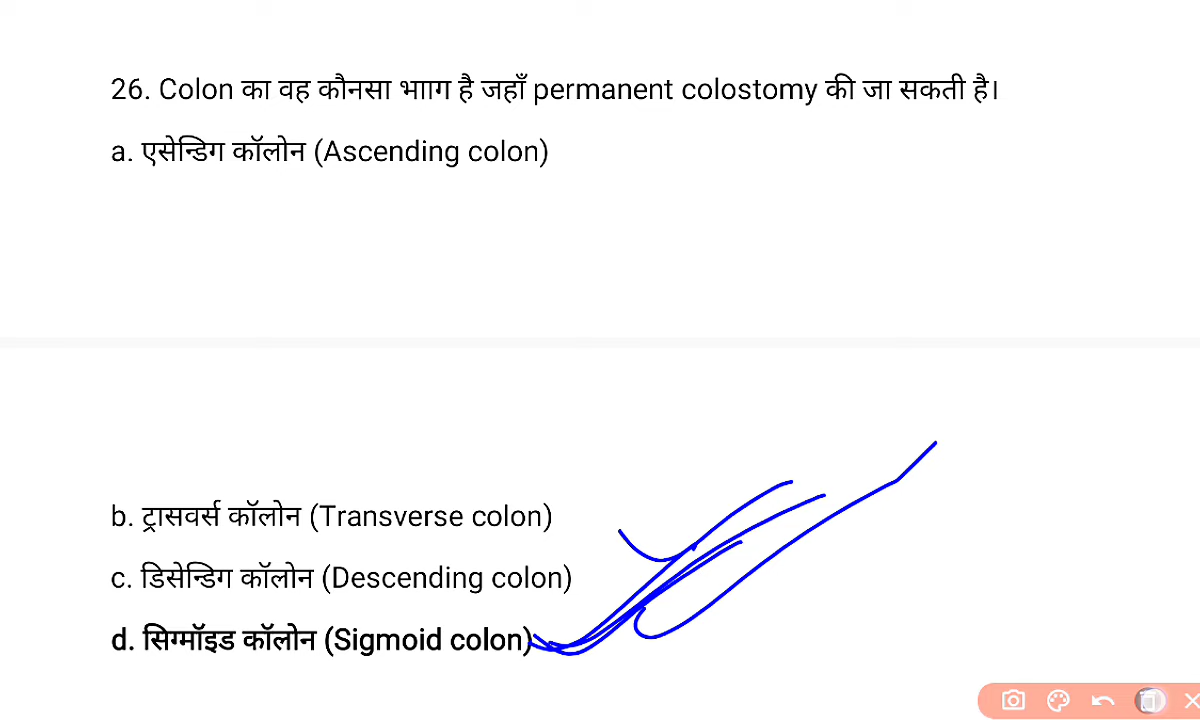 26. Colon का वह कौनसा भाााग है जहाँ permanent colostomy की जा सकती है।
a. एसेन्डिग कॉलोन (Ascending colon)
b. ट्रासवर्स कॉलोन (Transverse colon)
c. डिसेन्डिग कॉलोन (Descending colon)
d. सिग्मॉइड कॉलोन (Sigmoid colon)